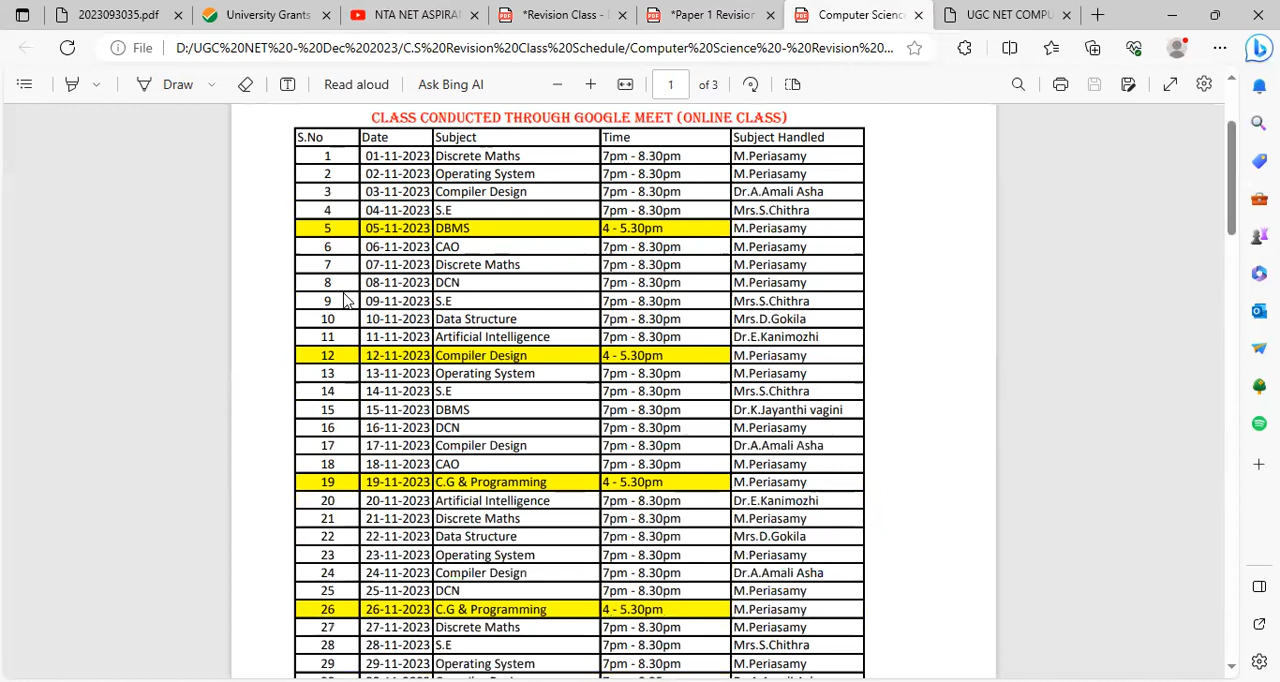 2023093035.pdf
University Grants
NTA NET ASPIRAN
*Revision Class -
*Paper 1 Revision
Computer Science
UGC NET COMPU
File D:/UGC%20NET%20-%20Dec%202023/C.S%20Revision%20Class%20Schedule/Computer%20Science%20-%20Revision%20...
Draw Read aloud Ask Bing AI 1 of 3
CLASS CONDUCTED THROUGH GOOGLE MEET (ONLINE CLASS)
S.No Date Subject Time Subject Handled
1 01-11-2023 Discrete Maths 7pm - 8.30pm M.Periasamy
2 02-11-2023 Operating System 7pm - 8.30pm M.Periasamy
3 03-11-2023 Compiler Design 7pm - 8.30pm Dr.A.Amali Asha
4 04-11-2023 S.E 7pm - 8.30pm Mrs.S.Chithra
5 05-11-2023 DBMS 4 - 5.30pm M.Periasamy
6 06-11-2023 CAO 7pm - 8.30pm M.Periasamy
7 07-11-2023 Discrete Maths 7pm - 8.30pm M.Periasamy
8 08-11-2023 DCN 7pm - 8.30pm M.Periasamy
9 09-11-2023 S.E 7pm - 8.30pm Mrs.S.Chithra
10 10-11-2023 Data Structure 7pm - 8.30pm Mrs.D.Gokila
11 11-11-2023 Artificial Intelligence 7pm - 8.30pm Dr.E.Kanimozhi
12 12-11-2023 Compiler Design 4 - 5.30pm M.Periasamy
13 13-11-2023 Operating System 7pm - 8.30pm M.Periasamy
14 14-11-2023 S.E 7pm - 8.30pm Mrs.S.Chithra
15 15-11-2023 DBMS 7pm - 8.30pm Dr.K.Jayanthi vagini
16 16-11-2023 DCN 7pm - 8.30pm M.Periasamy
17 17-11-2023 Compiler Design 7pm - 8.30pm Dr.A.Amali Asha
18 18-11-2023 CAO 7pm - 8.30pm M.Periasamy
19 19-11-2023 C.G & Programming 4 - 5.30pm M.Periasamy
20 20-11-2023 Artificial Intelligence 7pm - 8.30pm Dr.E.Kanimozhi
21 21-11-2023 Discrete Maths 7pm - 8.30pm M.Periasamy
22 22-11-2023 Data Structure 7pm - 8.30pm Mrs.D.Gokila
23 23-11-2023 Operating System 7pm - 8.30pm M.Periasamy
24 24-11-2023 Compiler Design 7pm - 8.30pm Dr.A.Amali Asha
25 25-11-2023 DCN 7pm - 8.30pm M.Periasamy
26 26-11-2023 C.G & Programming 4 - 5.30pm M.Periasamy
27 27-11-2023 Discrete Maths 7pm - 8.30pm M.Periasamy
28 28-11-2023 S.E 7pm - 8.30pm Mrs.S.Chithra
29 29-11-2023 Operating System 7pm - 8.30pm M.Periasamy